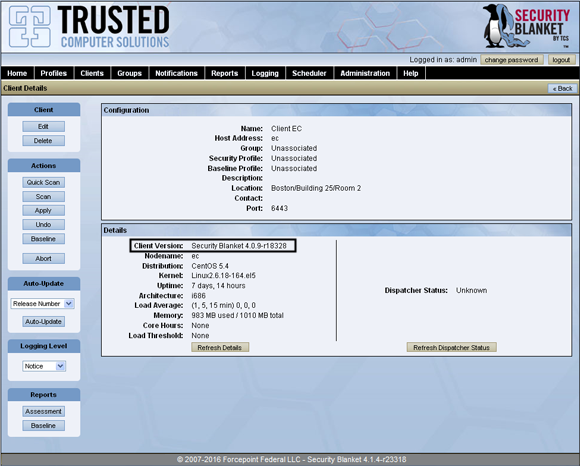 TRUSTED
COMPUTER SOLUTIONS
SECURITY
BLANKET
BY TCS
Logged in as: admin change password logout
Home Profiles Clients Groups Notifications Reports Logging Scheduler Administration Help
Client Details « Back
Client
Edit
Delete
Actions
Quick Scan
Scan
Apply
Undo
Baseline
Abort
Auto-Update
Release Number
Auto-Update
Logging Level
Notice
Reports
Assessment
Baseline
Configuration
Name: Client EC
Host Address: ec
Group: Unassociated
Security Profile: Unassociated
Baseline Profile: Unassociated
Description:
Location: Boston/Building 25/Room 2
Contact:
Port: 6443
Details
Client Version: Security Blanket 4.0.9-r18328
Nodename: ec
Distribution: CentOS 5.4
Kernel: Linux2.6.18-164.el5
Uptime: 7 days, 14 hours
Architecture: i686
Load Average: (1, 5, 15 min) 0, 0, 0
Memory: 983 MB used / 1010 MB total
Core Hours: None
Load Threshold: None
Refresh Details
Dispatcher Status: Unknown
Refresh Dispatcher Status
© 2007-2016 Forcepoint Federal LLC - Security Blanket 4.1.4-r23318